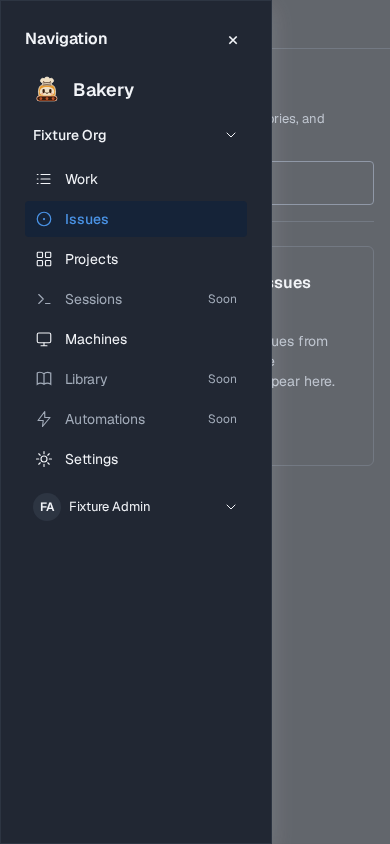 Navigation
Bakery
Fixture Org
Work
Issues
Projects
Sessions Soon
Machines
Library Soon
Automations Soon
Settings
FA Fixture Admin
ories, and
ssues
ues from
pear here.